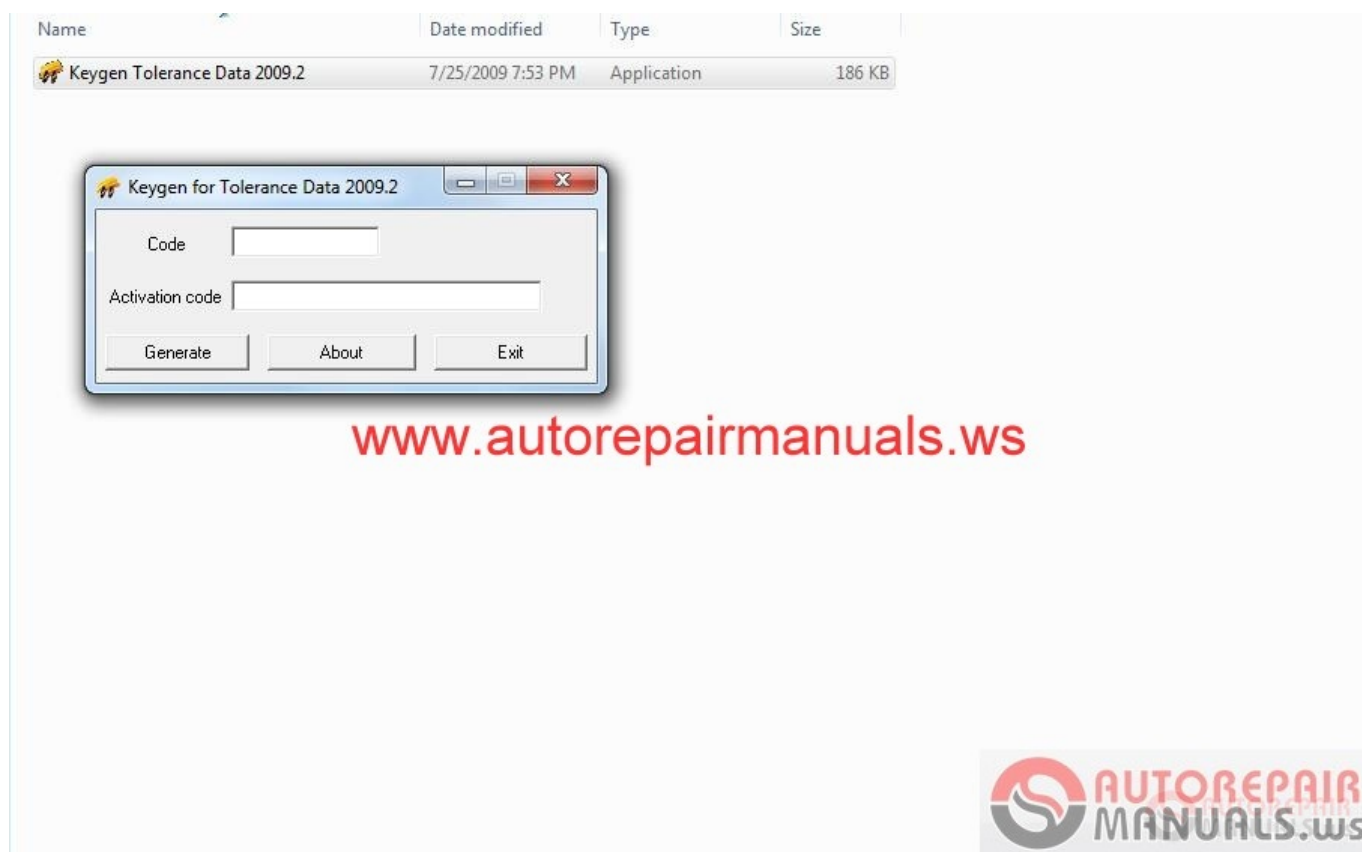 Name Date modified Type Size
Keygen Tolerance Data 2009.2 7/25/2009 7:53 PM Application 186 KB
Keygen for Tolerance Data 2009.2
Code
Activation code
Generate About Exit
www.autorepairmanuals.ws
AUTOREPAIR
MANUALS.ws